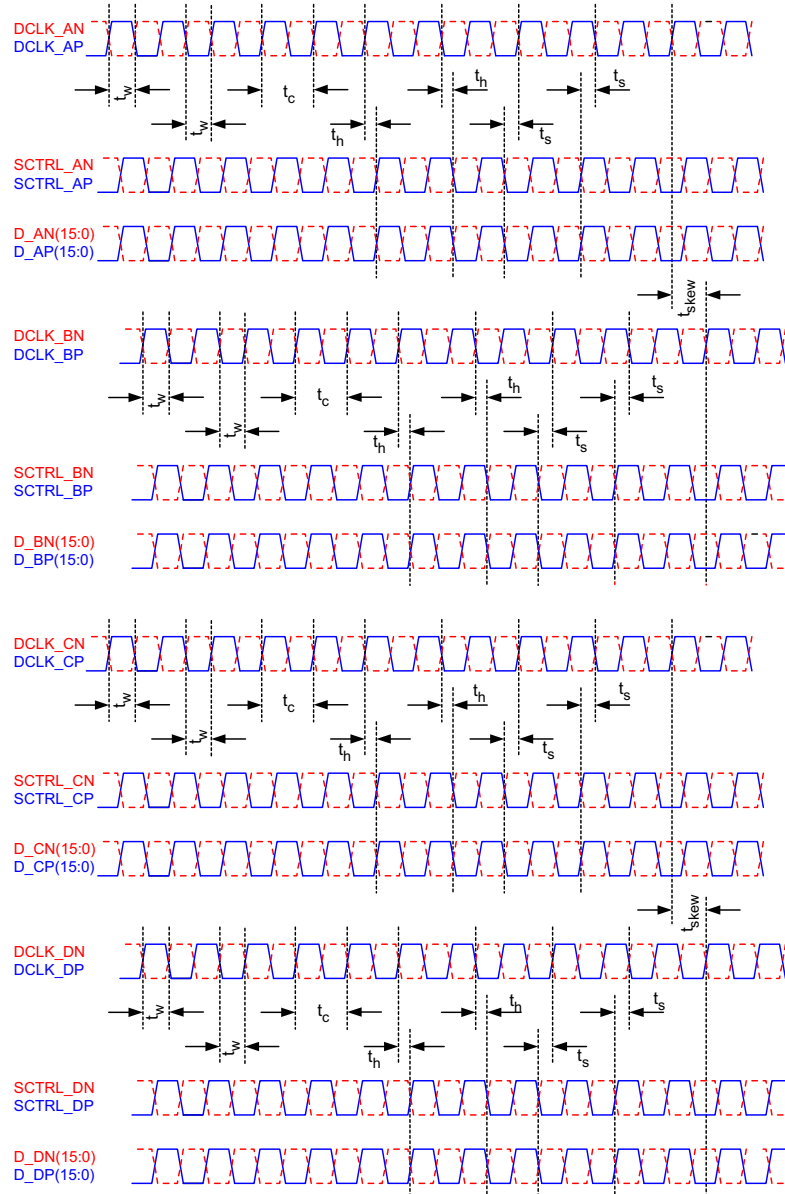 DCLK_AN
DCLK_AP
tw
tw
tc
th
th
ts
ts
SCTRL_AN
SCTRL_AP
D_AN(15:0)
D_AP(15:0)
tskew
DCLK_BN
DCLK_BP
tw
tw
tc
th
th
ts
ts
SCTRL_BN
SCTRL_BP
D_BN(15:0)
D_BP(15:0)
DCLK_CN
DCLK_CP
tw
tw
tc
th
th
ts
ts
SCTRL_CN
SCTRL_CP
D_CN(15:0)
D_CP(15:0)
tskew
DCLK_DN
DCLK_DP
tw
tw
tc
th
th
ts
ts
SCTRL_DN
SCTRL_DP
D_DN(15:0)
D_DP(15:0)